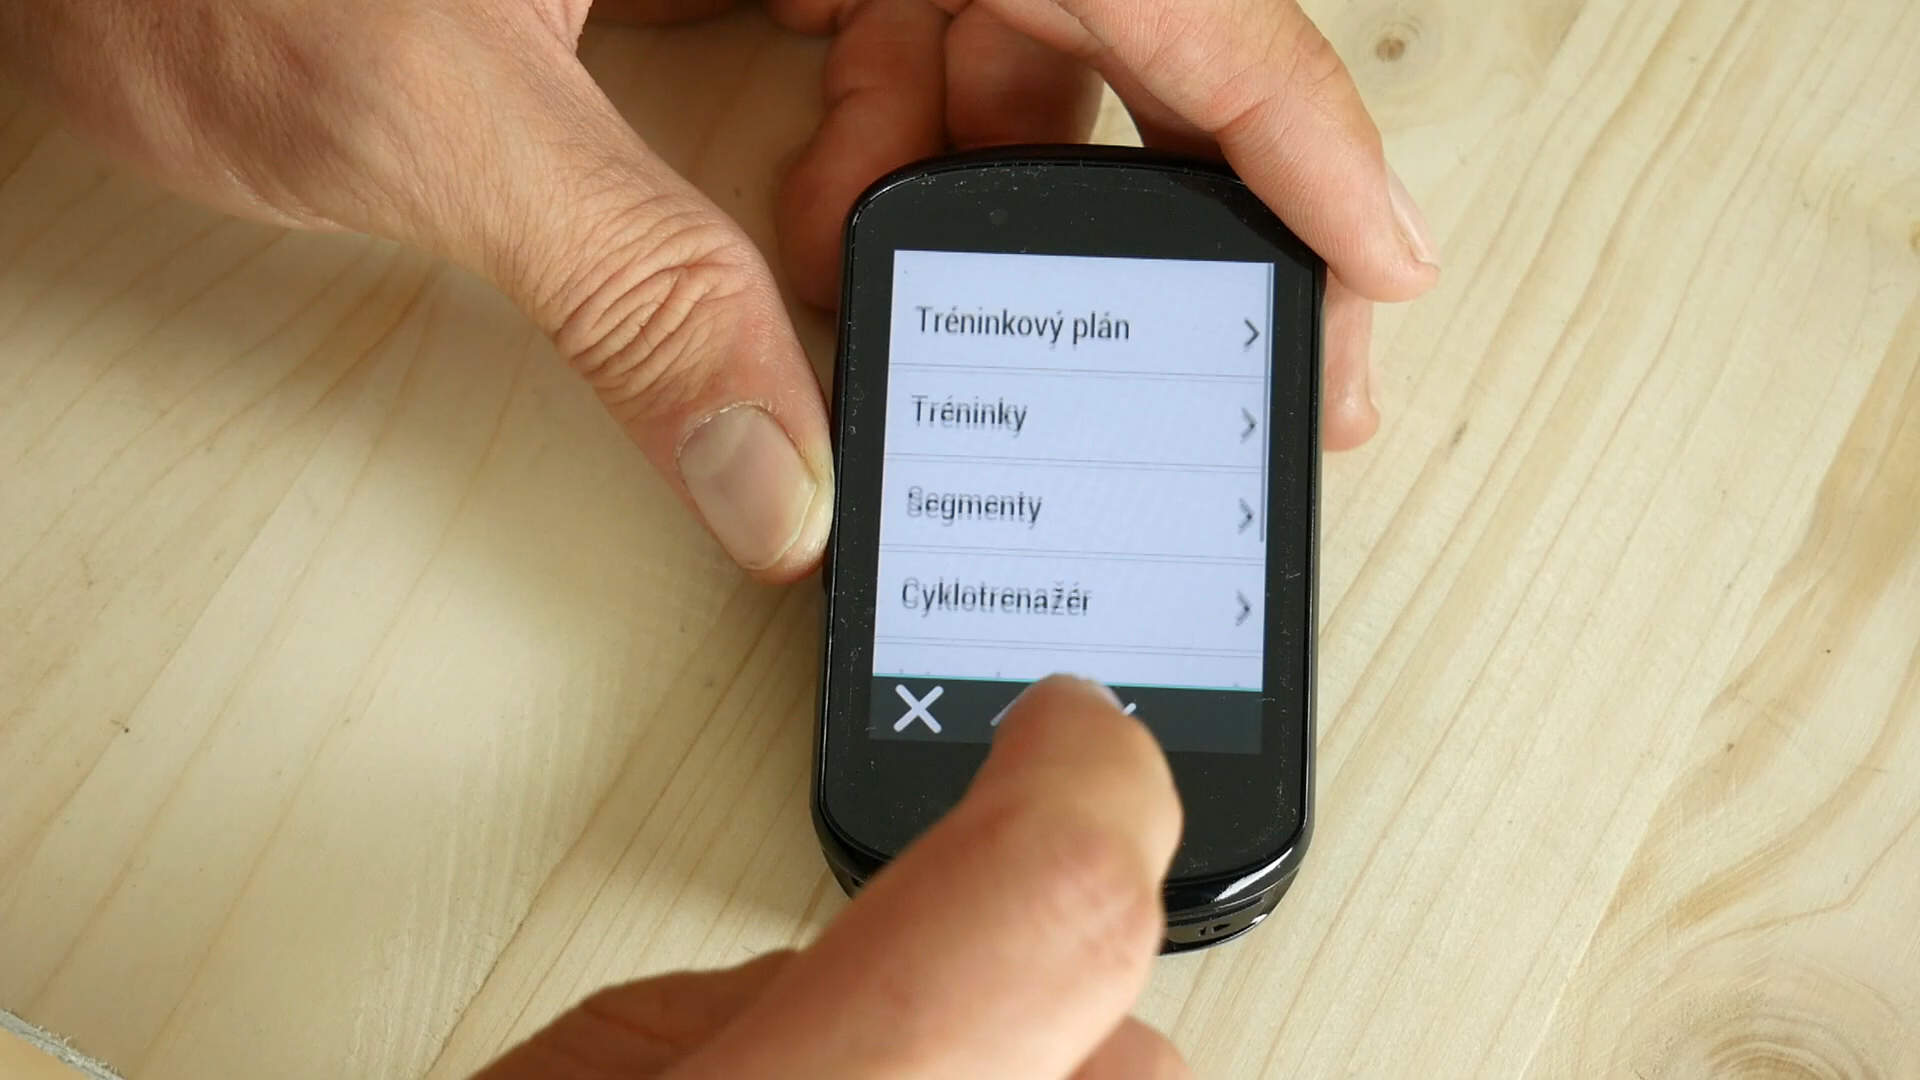 Tréninkový plán
Tréninky
Segmenty
Cyklotrenažér